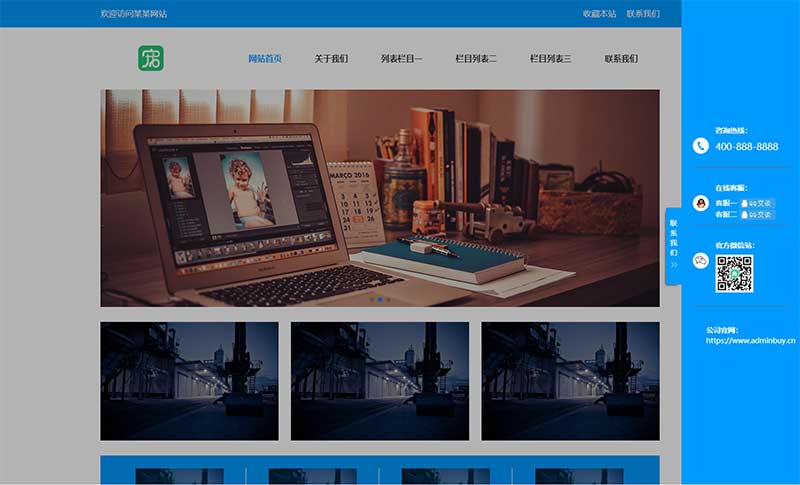 欢迎访问某某网站
收藏本站 联系我们
宠
网站首页 关于我们 列表栏目一 栏目列表二 栏目列表三 联系我们
MARÇO 2016
咨询热线:
400-888-8888
在线客服:
客服一 QQ交谈
客服二 QQ交谈
联系我们 >>
官方微信站:
公司官网:
https://www.adminbuy.cn